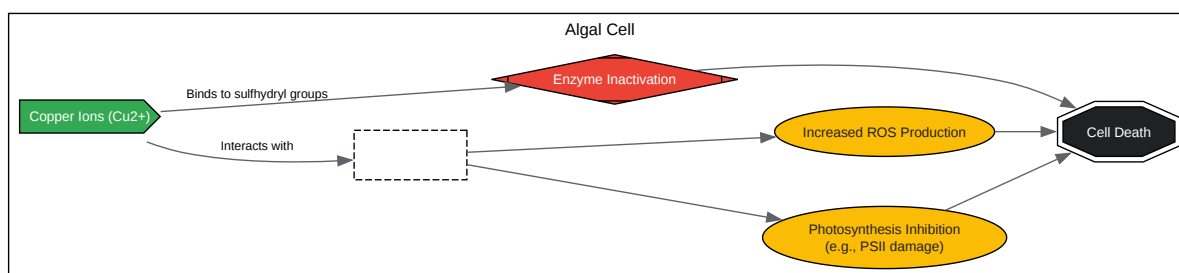 Algal Cell
Enzyme Inactivation
Binds to sulfhydryl groups
Copper Ions (Cu2+)
Increased ROS Production
Cell Death
Interacts with
Photosynthesis Inhibition
(e.g., PSII damage)